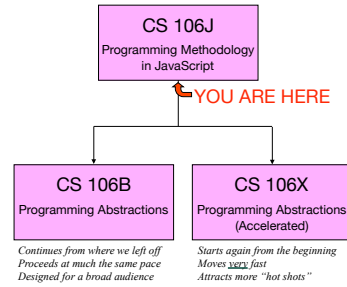 CS 106J
Programming Methodology
in JavaScript
YOU ARE HERE
CS 106B
Programming Abstractions
CS 106X
Programming Abstractions
(Accelerated)
Continues from where we left off
Proceeds at much the same pace
Designed for a broad audience
Starts again from the beginning
Moves very fast
Attracts more “hot shots”